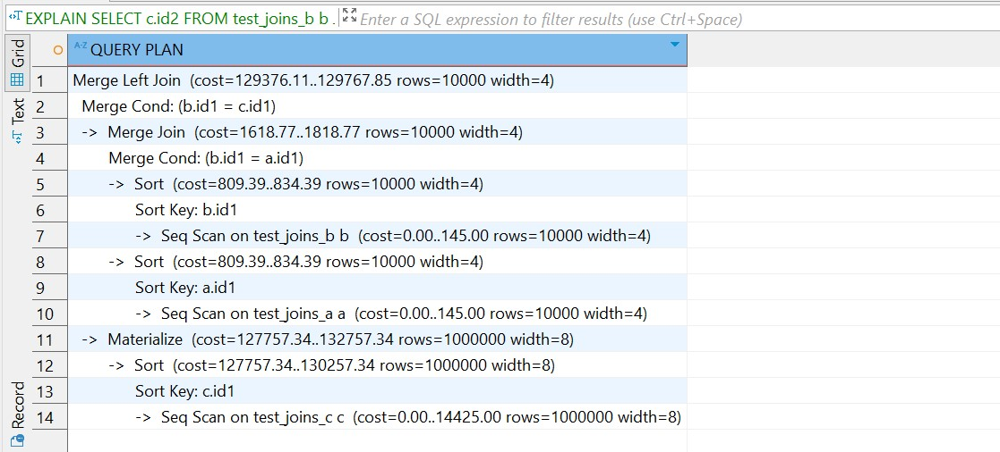 EXPLAIN SELECT c.id2 FROM test_joins_b b . Enter a SQL expression to filter results (use Ctrl+Space)
Grid
Text
Record
A-Z QUERY PLAN
1 Merge Left Join (cost=129376.11..129767.85 rows=10000 width=4)
2 Merge Cond: (b.id1 = c.id1)
3 -> Merge Join (cost=1618.77..1818.77 rows=10000 width=4)
4 Merge Cond: (b.id1 = a.id1)
5 -> Sort (cost=809.39..834.39 rows=10000 width=4)
6 Sort Key: b.id1
7 -> Seq Scan on test_joins_b b (cost=0.00..145.00 rows=10000 width=4)
8 -> Sort (cost=809.39..834.39 rows=10000 width=4)
9 Sort Key: a.id1
10 -> Seq Scan on test_joins_a a (cost=0.00..145.00 rows=10000 width=4)
11 -> Materialize (cost=127757.34..132757.34 rows=1000000 width=8)
12 -> Sort (cost=127757.34..130257.34 rows=1000000 width=8)
13 Sort Key: c.id1
14 -> Seq Scan on test_joins_c c (cost=0.00..14425.00 rows=1000000 width=8)